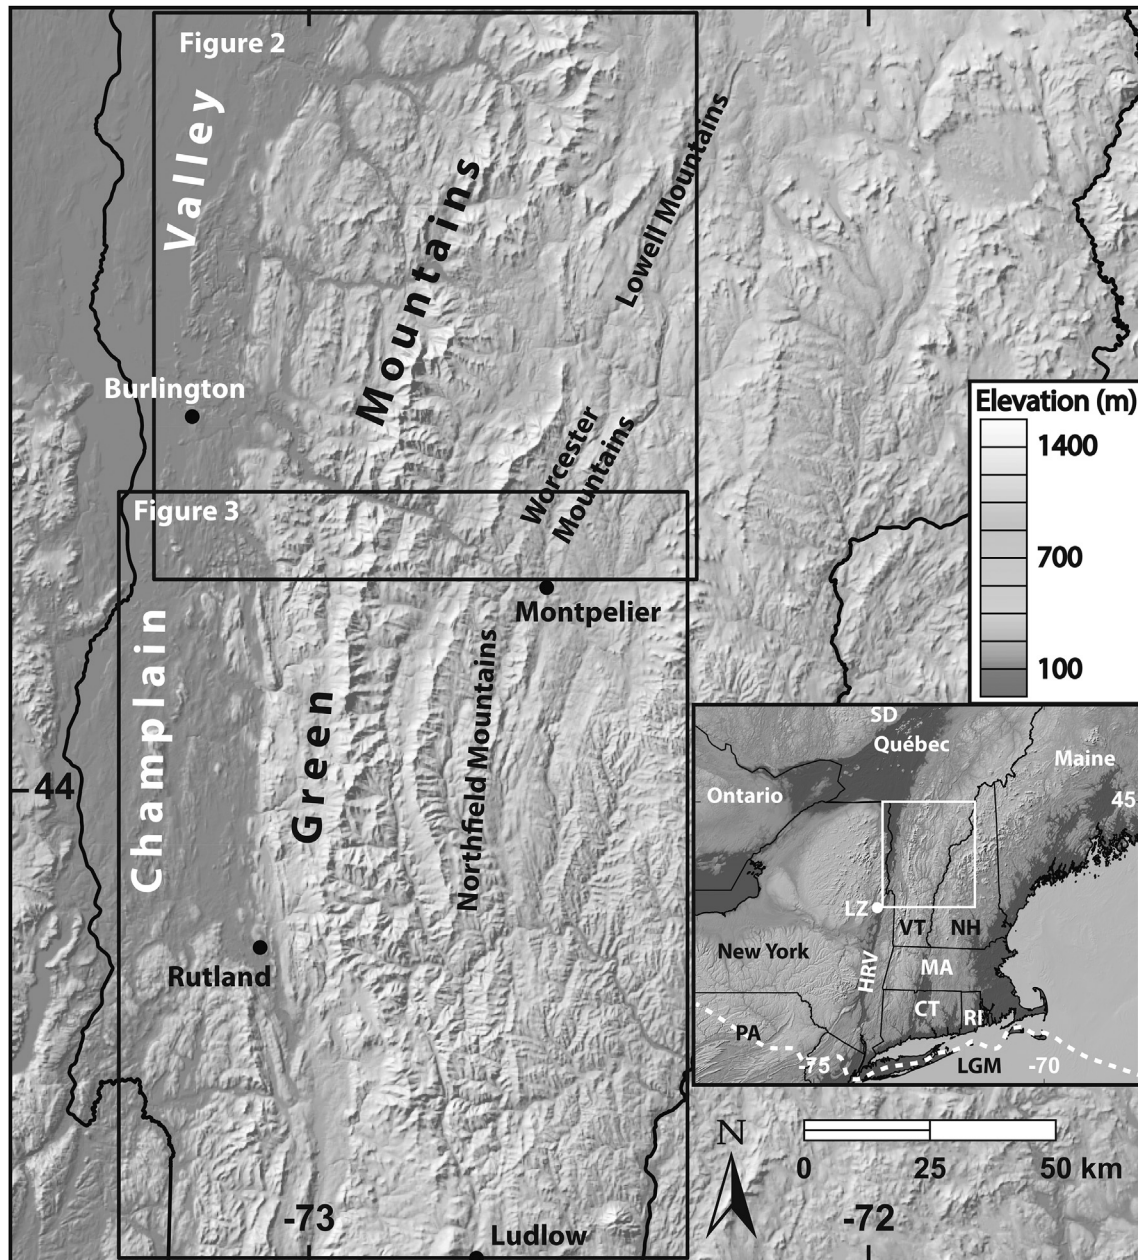 Figure 2
Valley
Mountains
Lowell Mountains
Burlington
Worcester
Mountains
Elevation (m)
1400
700
100
Figure 3
Montpelier
Champlain
Green
Northfield Mountains
44
Rutland
SD
Québec
Maine
Ontario
45
LZ
VT
NH
New York
HRV
MA
CT
RI
PA
-75
LGM
-70
N
0 25 50 km
-73
-72
Ludlow